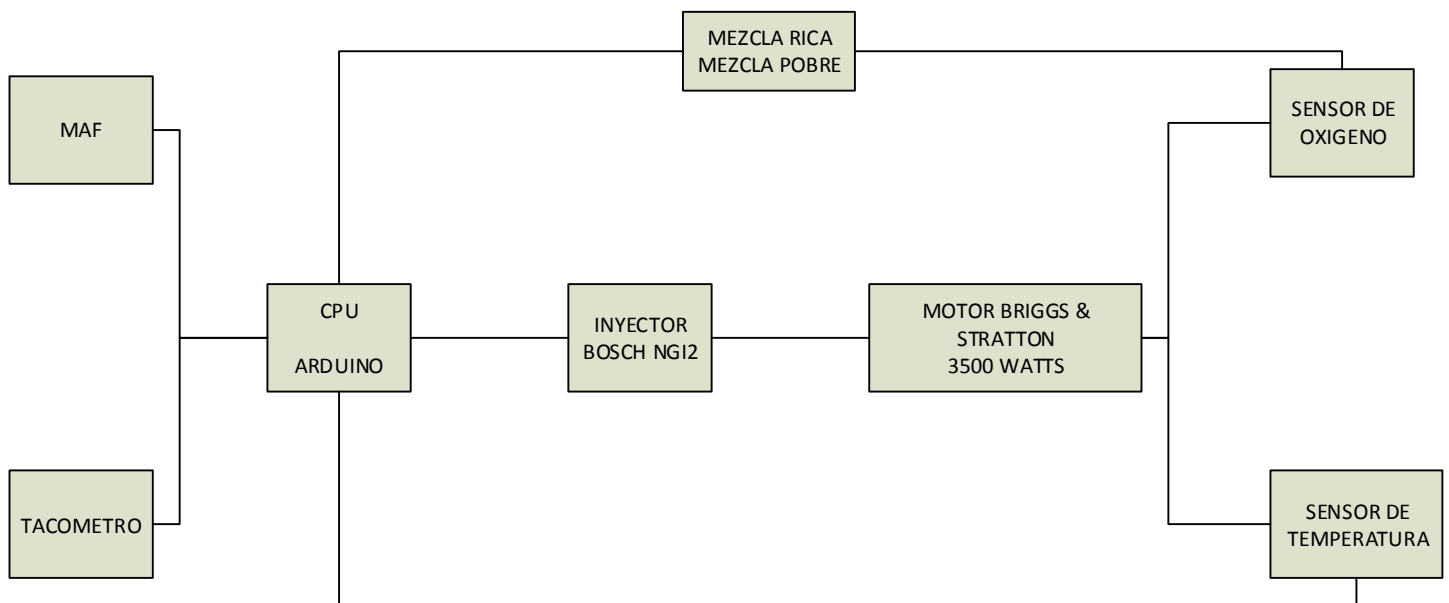 MEZCLA RICA
MEZCLA POBRE
MAF
SENSOR DE
OXIGENO
CPU
ARDUINO
INYECTOR
BOSCH NGI2
MOTOR BRIGGS &
STRATTON
3500 WATTS
TACOMETRO
SENSOR DE
TEMPERATURA